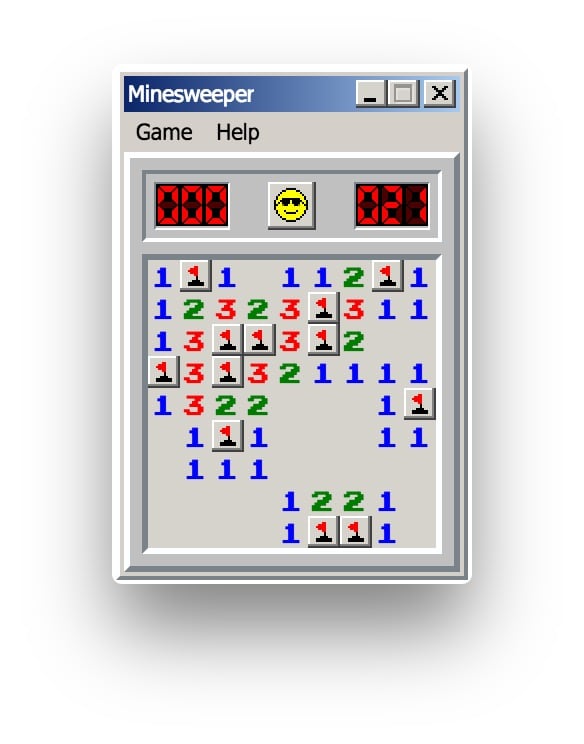 Minesweeper
Game Help
1 1 1 1 2 1
1 2 3 2 3 3 1 1
1 3 3 2
3 3 2 1 1 1 1
1 3 2 2 1
1 1 1 1
1 1 1
1 2 2 1
1 1